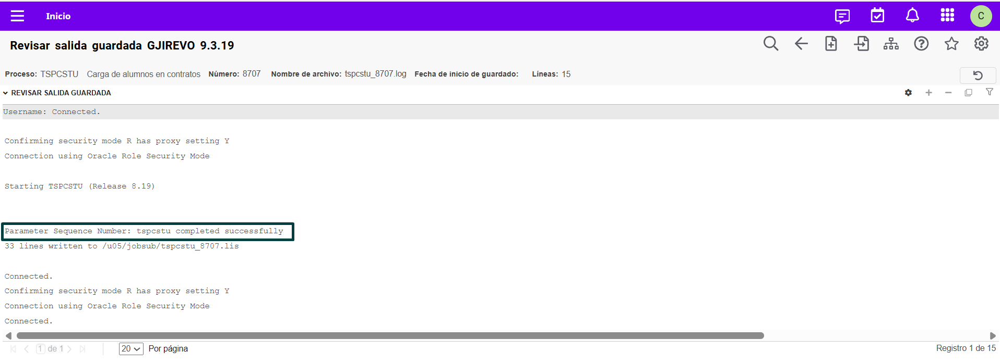 Inicio
C
Revisar salida guardada GJIREVO 9.3.19
Proceso: TSPCSTU Carga de alumnos en contratos Número: 8707 Nombre de archivo: tspcstu_8707.log Fecha de inicio de guardado: Líneas: 15
REVISAR SALIDA GUARDADA
Username: Connected.
Confirming security mode R has proxy setting Y
Connection using Oracle Role Security Mode
Starting TSPCSTU (Release 8.19)
Parameter Sequence Number: tspcstu completed successfully
33 lines written to /u05/jobsub/tspcstu_8707.lis
Connected.
Confirming security mode R has proxy setting Y
Connection using Oracle Role Security Mode
Connected.
1 de 1 20 Por página Registro 1 de 15